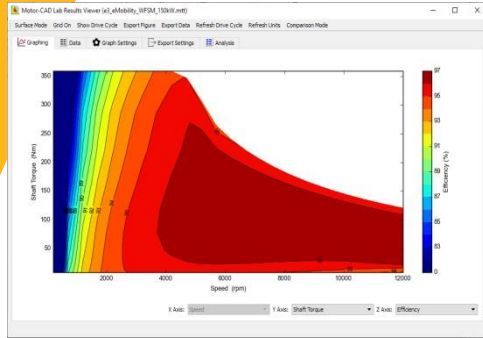 Motor-CAD Lab Results Viewer (e3_eMobility_WFSM_150kW.mtt)
Surface Mode Grid On Show Drive Cycle Export Figure Export Data Refresh Drive Cycle Refresh Units Comparison Mode
Graphing Data Graph Settings Export Settings Analysis
350
300
250
200
150
100
50
Shaft Torque (Nm)
2000 4000 6000 8000 10000 12000
Speed (rpm)
97
95
93
91
89
87
85
83
0
Efficiency (%)
X Axis: Speed Y Axis: Shaft Torque Z Axis: Efficiency